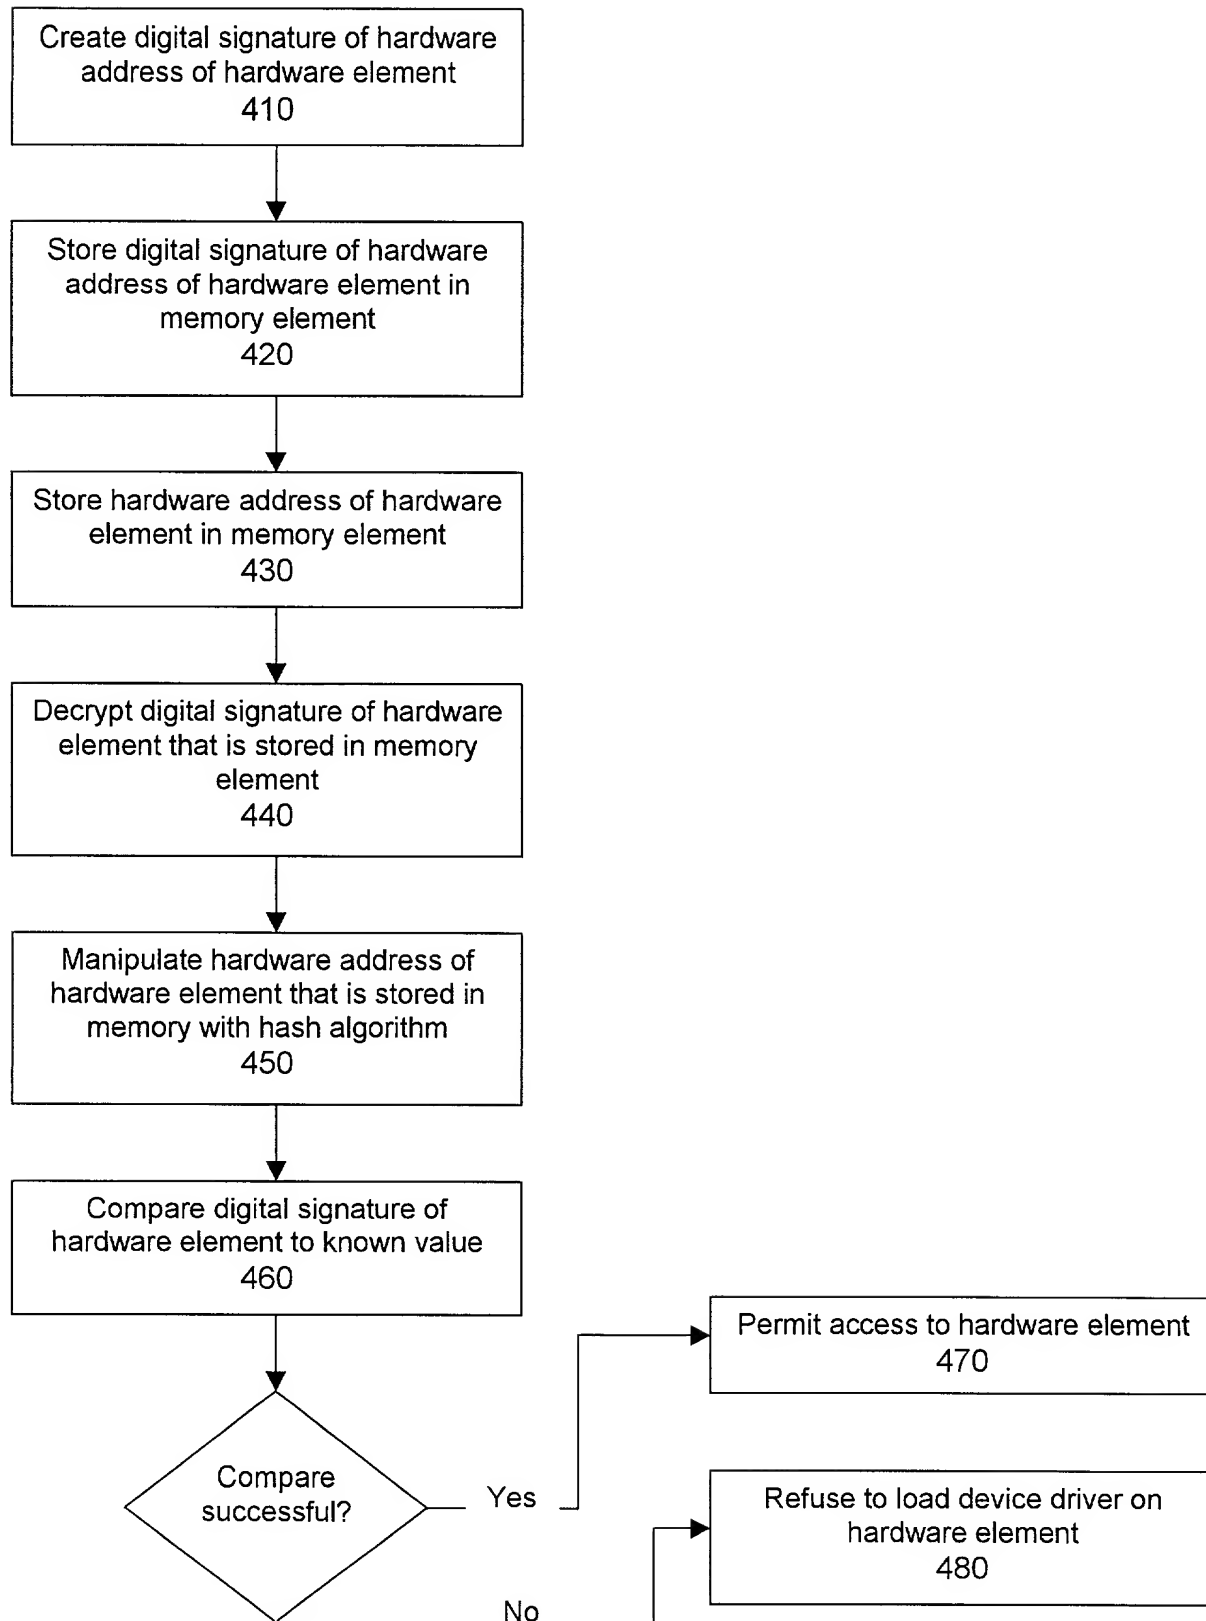 Create digital signature of hardware
address of hardware element
410
Store digital signature of hardware
address of hardware element in
memory element
420
Store hardware address of hardware
element in memory element
430
Decrypt digital signature of hardware
element that is stored in memory
element
440
Manipulate hardware address of
hardware element that is stored in
memory with hash algorithm
450
Compare digital signature of
hardware element to known value
460
Permit access to hardware element
470
Compare
successful?
Yes
Refuse to load device driver on
hardware element
480
No